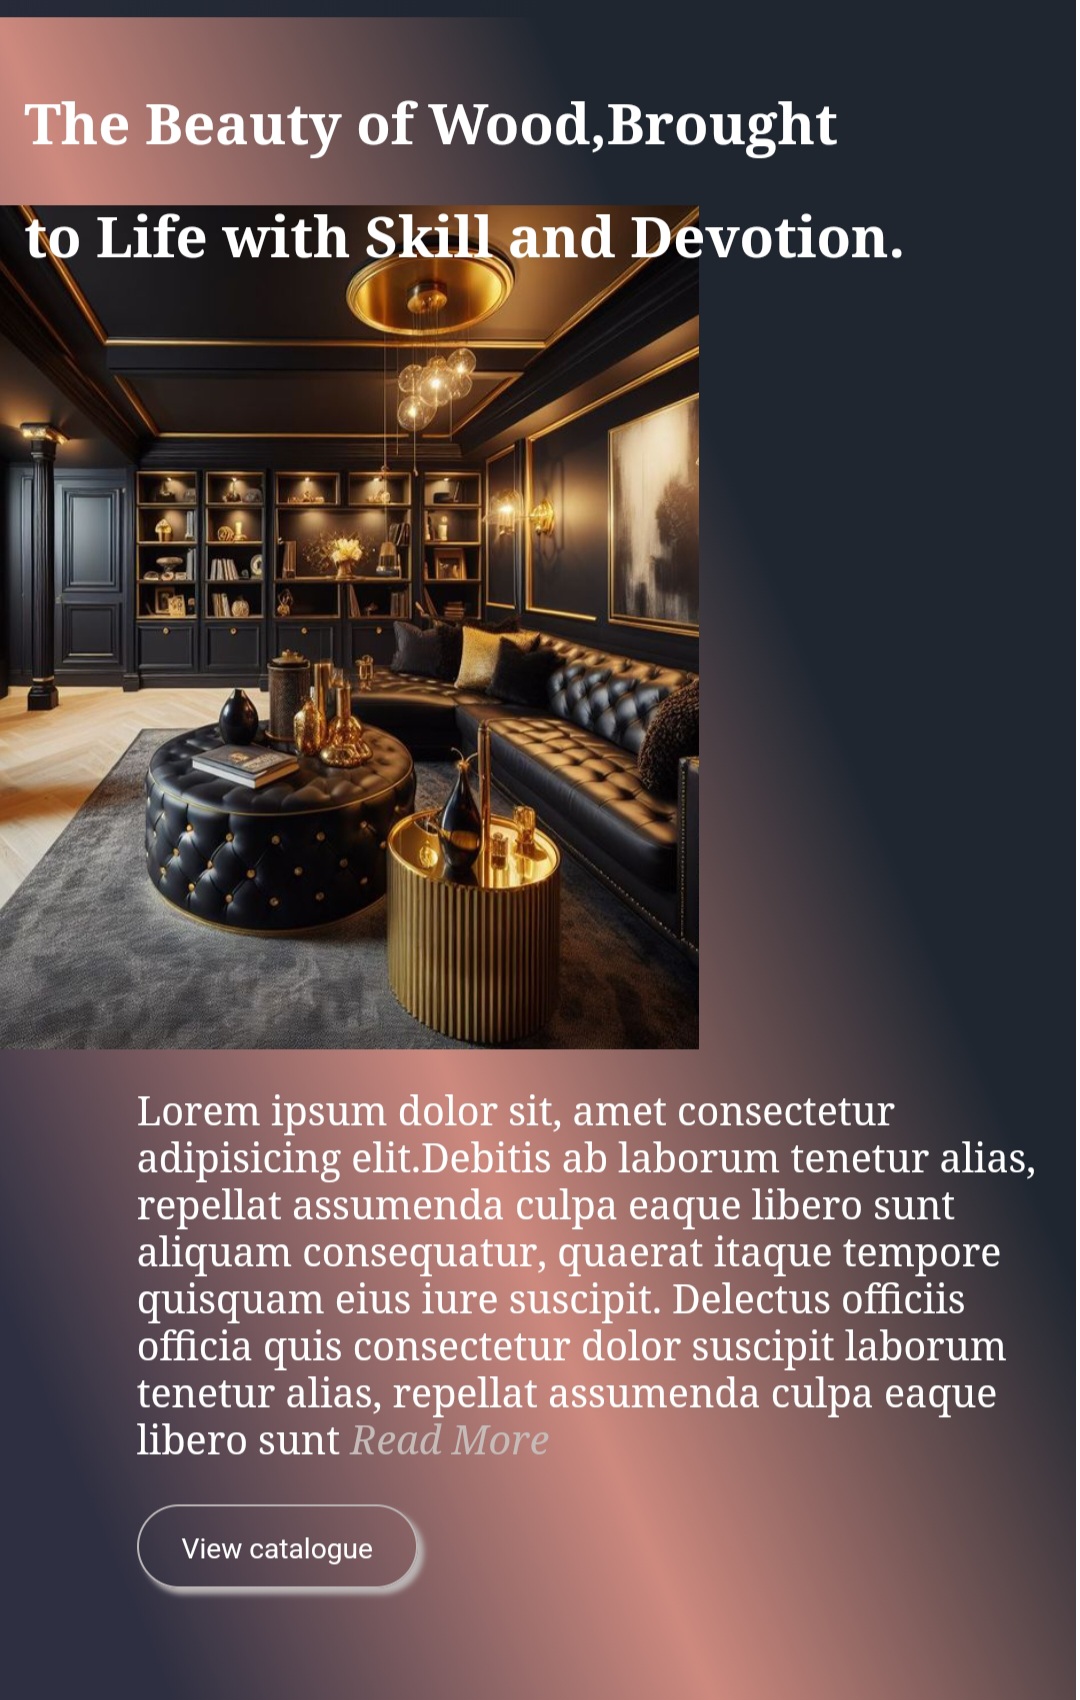 The Beauty of Wood,Brought
to Life with Skill and Devotion.
Lorem ipsum dolor sit, amet consectetur
adipisicing elit.Debitis ab laborum tenetur alias,
repellat assumenda culpa eaque libero sunt
aliquam consequatur, quaerat itaque tempore
quisquam eius iure suscipit. Delectus officiis
officia quis consectetur dolor suscipit laborum
tenetur alias, repellat assumenda culpa eaque
libero sunt Read More
View catalogue